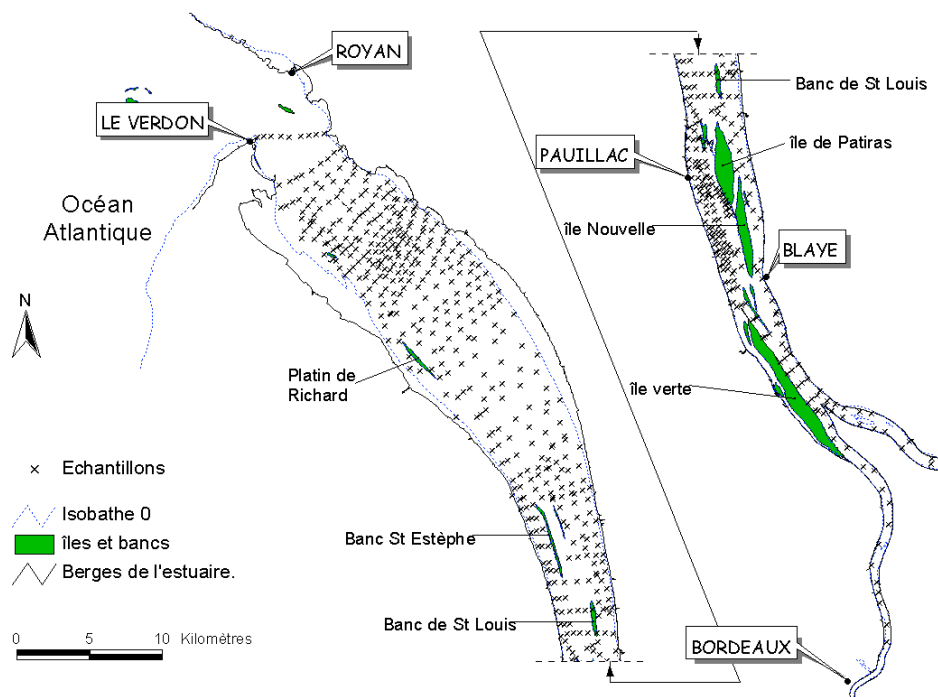 ROYAN
LE VERDON
Océan
Atlantique
N
Platin de
Richard
Banc St Estèphe
Banc de St Louis
× Echantillons
Isobathe 0
îles et bancs
Berges de l'estuaire.
0 5 10 Kilomètres
Banc de St Louis
île de Patiras
PAUILLAC
île Nouvelle
BLAYE
île verte
BORDEAUX